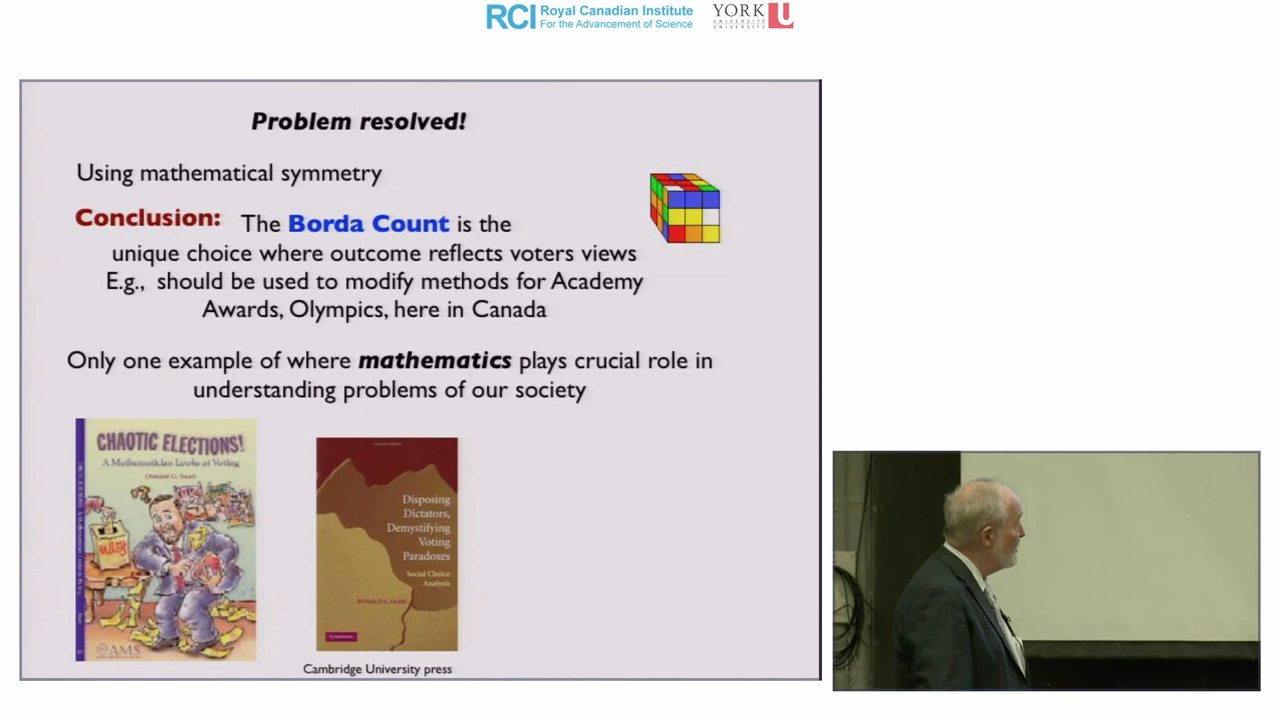 RCI Royal Canadian Institute
For the Advancement of Science
YORK U
UNIVERSITÉ
UNIVERSITY
Problem resolved!
Using mathematical symmetry
Conclusion: The Borda Count is the
unique choice where outcome reflects voters views
E.g., should be used to modify methods for Academy
Awards, Olympics, here in Canada
Only one example of where mathematics plays crucial role in
understanding problems of our society
CHAOTIC ELECTIONS!
A Mathematician Looks at Voting
Donald G. Saari
AMS
Disposing
Dictators,
Demystifying
Voting
Paradoxes
Social Choice
Analysis
DONALD G. SAARI
Cambridge University press